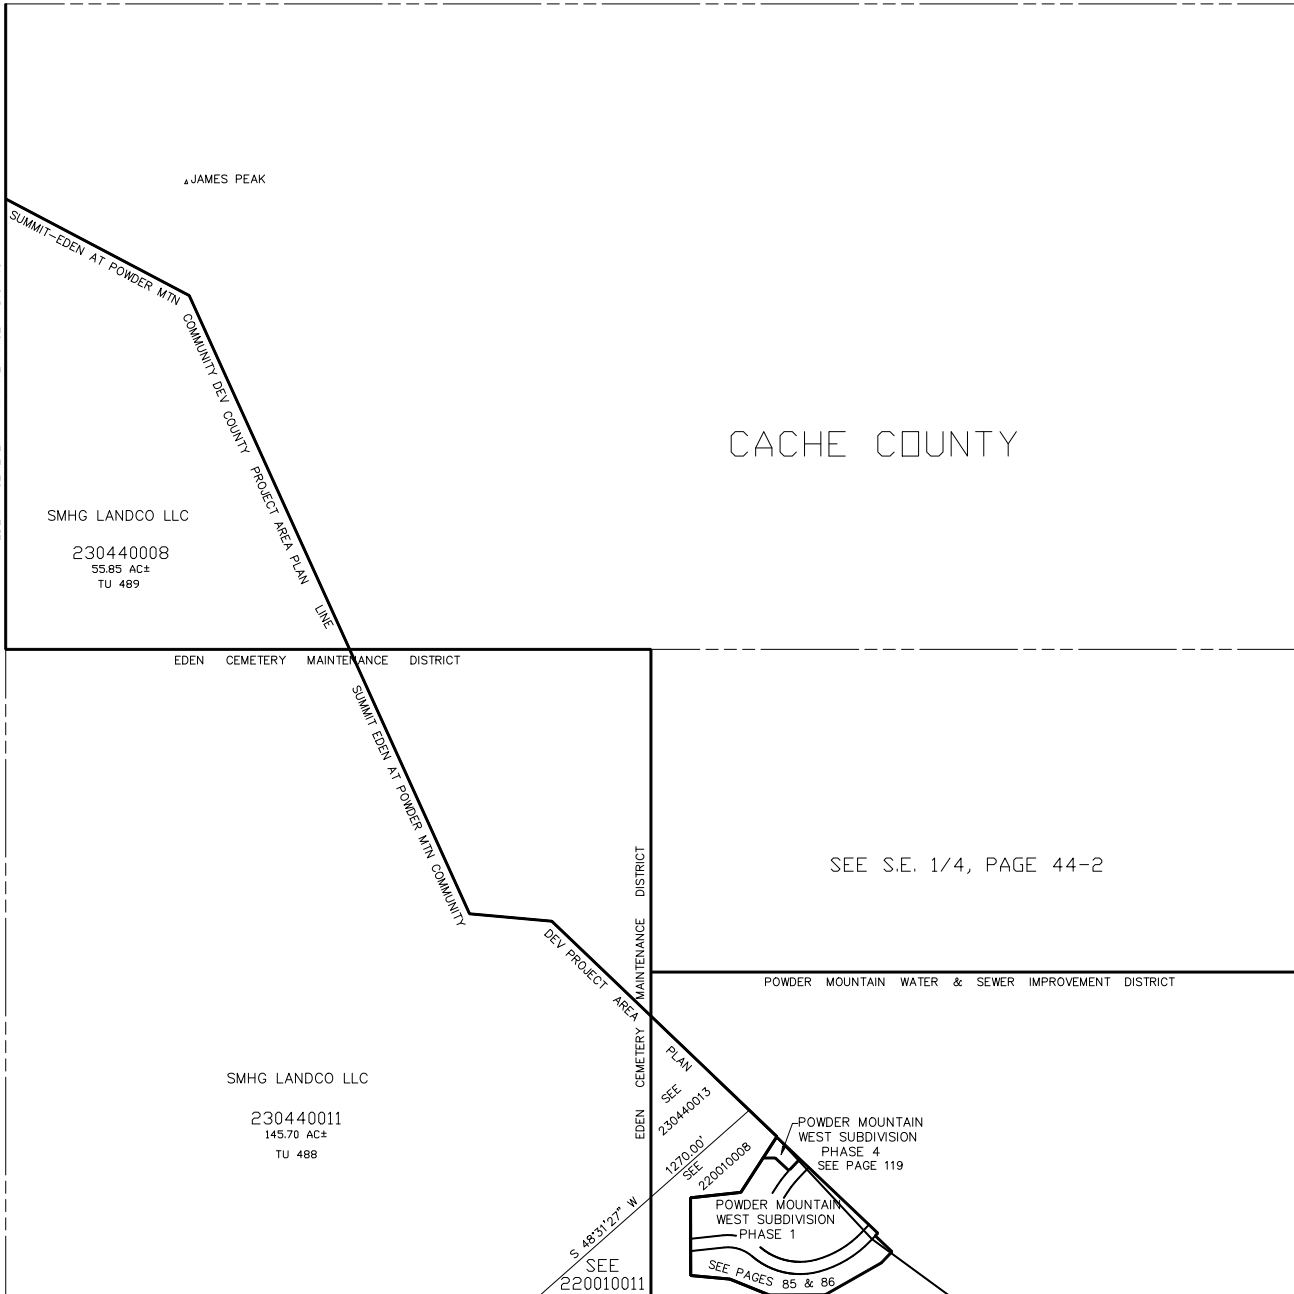 JAMES PEAK
SUMMIT-EDEN AT POWDER MTN
COMMUNITY DEV COUNTY PROJECT AREA PLAN LINE
CACHE COUNTY
SMHG LANDCO LLC
230440008
55.85 AC±
TU 489
EDEN CEMETERY MAINTENANCE DISTRICT
SUMMIT EDEN AT POWDER MTN COMMUNITY
SEE S.E. 1/4, PAGE 44-2
EDEN CEMETERY MAINTENANCE DISTRICT
DEV PROJECT AREA PLAN
POWDER MOUNTAIN WATER & SEWER IMPROVEMENT DISTRICT
SMHG LANDCO LLC
230440011
145.70 AC±
TU 488
SEE
230440013
S 48°31'27" W 1270.00'
SEE
220010008
POWDER MOUNTAIN
WEST SUBDIVISION
PHASE 4
SEE PAGE 119
POWDER MOUNTAIN
WEST SUBDIVISION
PHASE 1
SEE PAGES 85 & 86
SEE
220010011